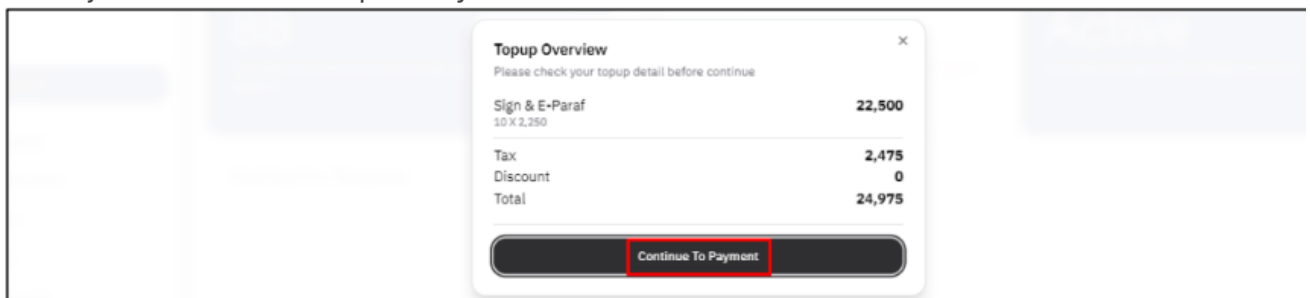 Topup Overview
×
Please check your topup detail before continue
Sign & E-Paraf 22,500
10 X 2,250
Tax 2,475
Discount 0
Total 24,975
Continue To Payment